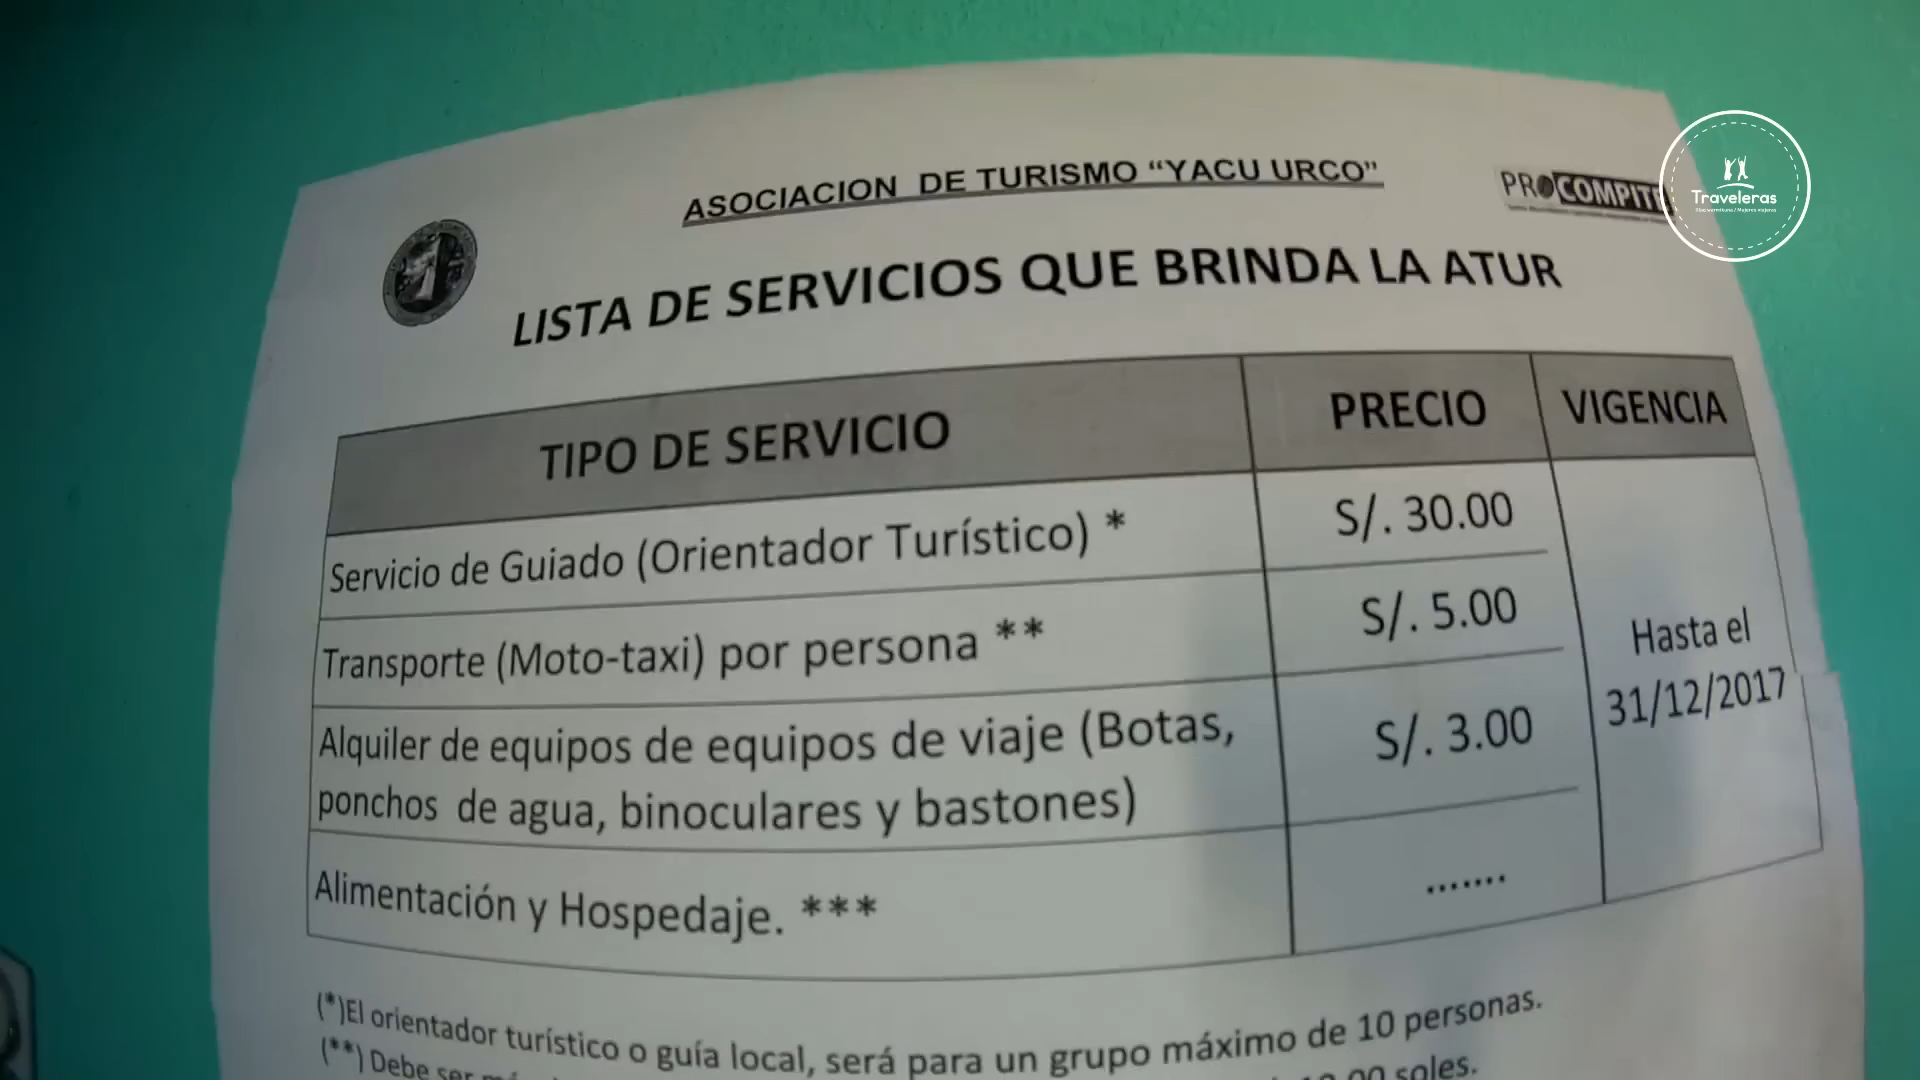 ASOCIACION DE TURISMO “YACU URCO”
PROCOMPITE
Traveleras
LISTA DE SERVICIOS QUE BRINDA LA ATUR
TIPO DE SERVICIO PRECIO VIGENCIA
Servicio de Guiado (Orientador Turístico) * S/. 30.00
Transporte (Moto-taxi) por persona ** S/. 5.00
Alquiler de equipos de equipos de viaje (Botas,
ponchos de agua, binoculares y bastones) S/. 3.00
Hasta el
31/12/2017
Alimentación y Hospedaje. *** .......
(*)El orientador turístico o guía local, será para un grupo máximo de 10 personas.
(**) Debe ser
soles.